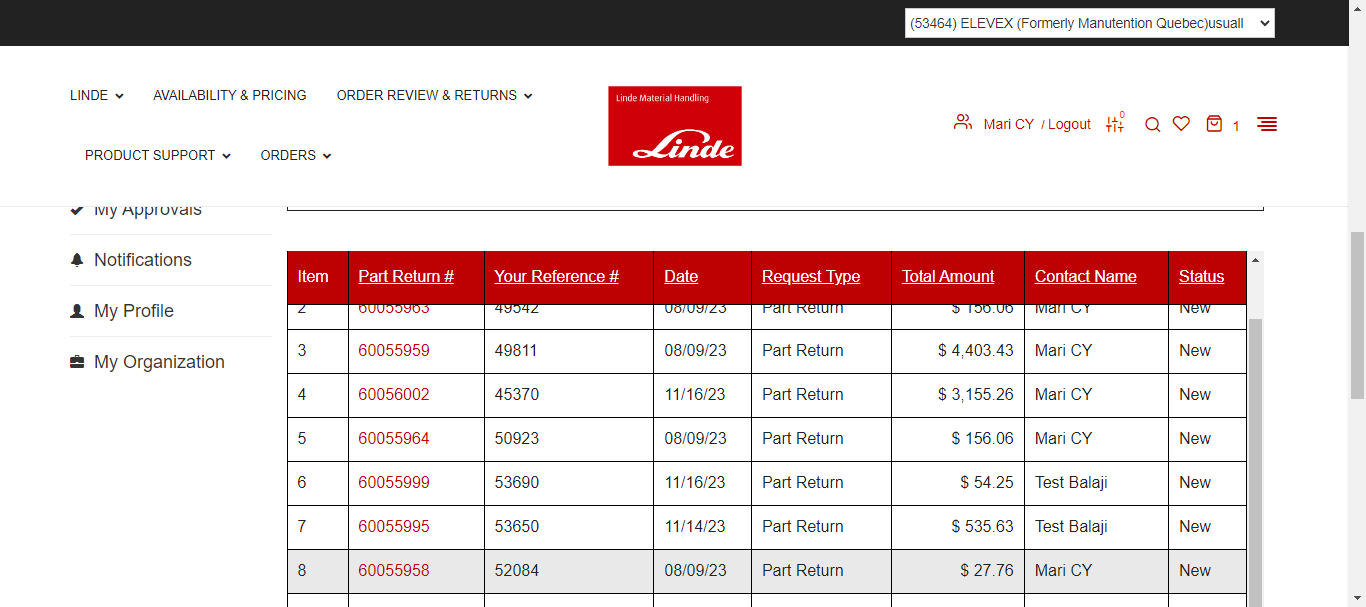 (53464) ELEVEX (Formerly Manutention Quebec)usuall
LINDE AVAILABILITY & PRICING ORDER REVIEW & RETURNS
PRODUCT SUPPORT ORDERS
Linde Material Handling
Linde
Mari CY / Logout 0 1
My Approvals
Notifications
My Profile
My Organization
Item Part Return # Your Reference # Date Request Type Total Amount Contact Name Status
2 60055963 49542 08/09/23 Part Return $ 156.06 Mari CY New
3 60055959 49811 08/09/23 Part Return $ 4,403.43 Mari CY New
4 60056002 45370 11/16/23 Part Return $ 3,155.26 Mari CY New
5 60055964 50923 08/09/23 Part Return $ 156.06 Mari CY New
6 60055999 53690 11/16/23 Part Return $ 54.25 Test Balaji New
7 60055995 53650 11/14/23 Part Return $ 535.63 Test Balaji New
8 60055958 52084 08/09/23 Part Return $ 27.76 Mari CY New